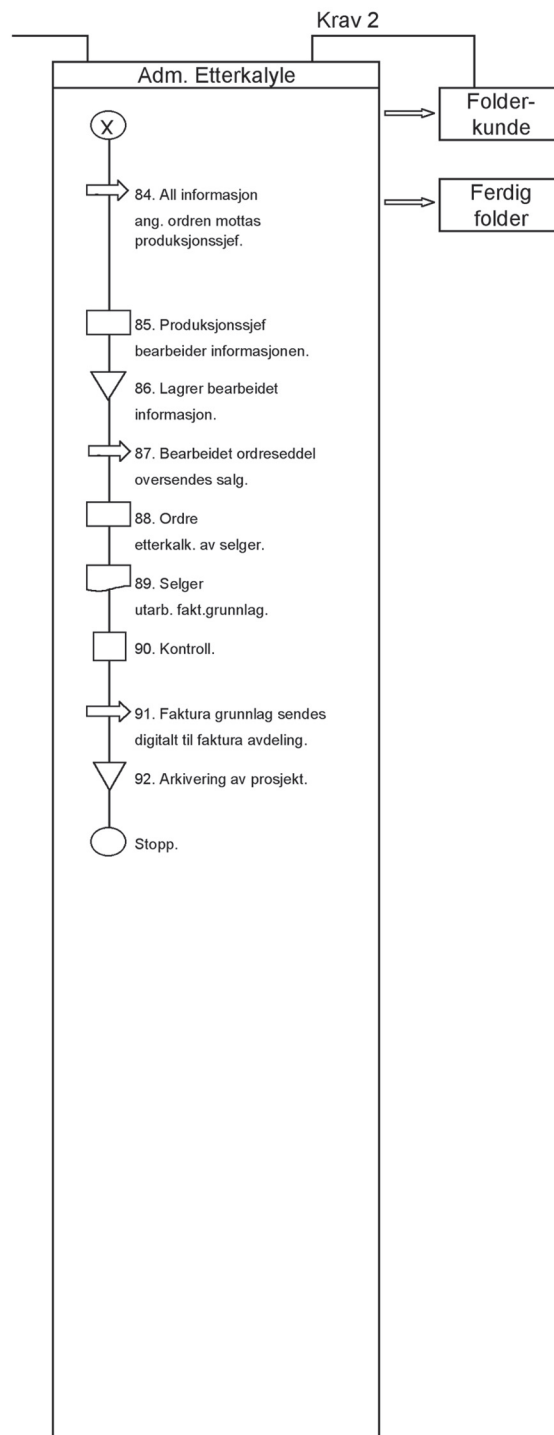 Krav 2
Adm. Etterkalyle
Folder-
kunde
Ferdig
folder
X
84. All informasjon
ang. ordren mottas
produksjonssjef.
85. Produksjonssjef
bearbeider informasjonen.
86. Lagrer bearbeidet
informasjon.
87. Bearbeidet ordreseddel
oversendes salg.
88. Ordre
etterkalk. av selger.
89. Selger
utarb. fakt.grunnlag.
90. Kontroll.
91. Faktura grunnlag sendes
digitalt til faktura avdeling.
92. Arkivering av prosjekt.
Stopp.